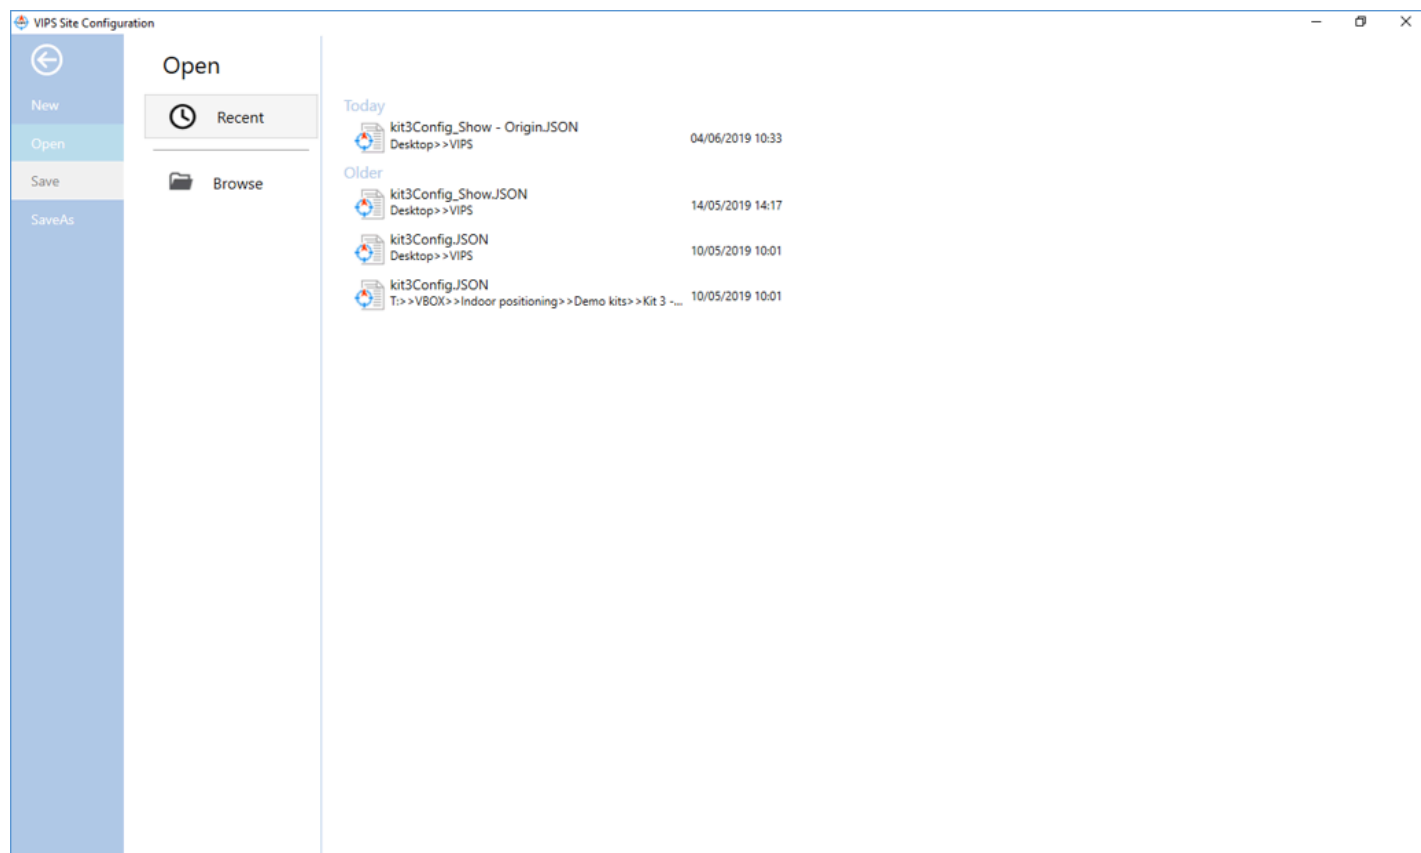 VIPS Site Configuration
New
Open
Save
SaveAs
Open
Recent
Browse
Today
kit3Config_Show - Origin.JSON
Desktop>>VIPS
04/06/2019 10:33
Older
kit3Config_Show.JSON
Desktop>>VIPS
14/05/2019 14:17
kit3Config.JSON
Desktop>>VIPS
10/05/2019 10:01
kit3Config.JSON
T:>>VBOX>>Indoor positioning>>Demo kits>>Kit 3 -...
10/05/2019 10:01